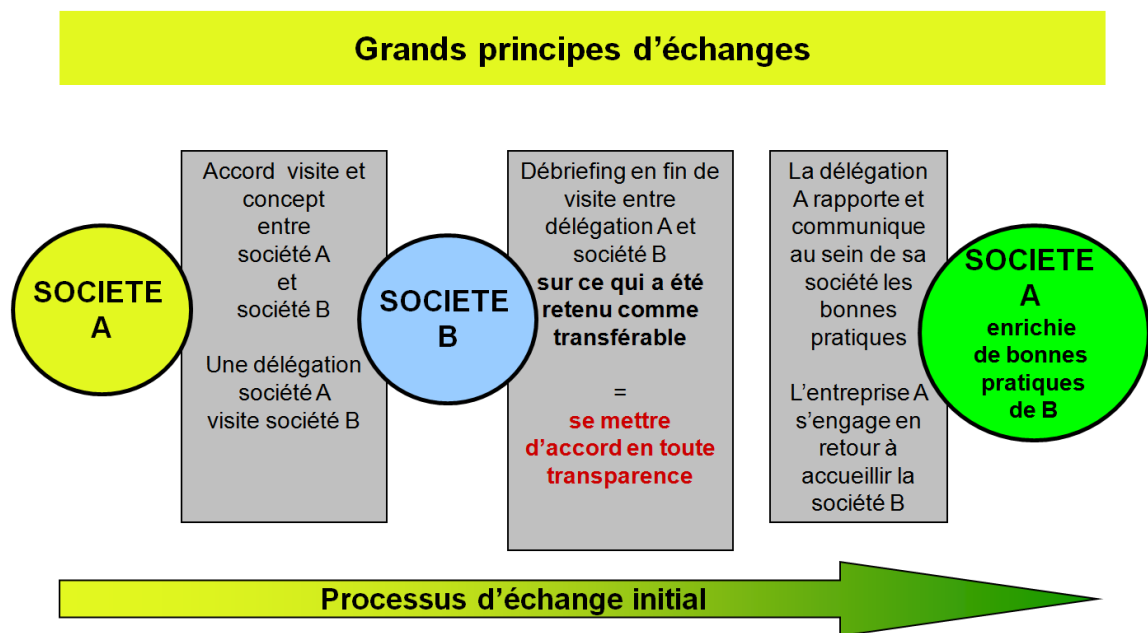 Grands principes d'échanges
SOCIETE
A
Accord visite et
concept
entre
société A
et
société B
Une délégation
société A
visite société B
SOCIETE
B
Débriefing en fin de
visite entre
délégation A et
société B
sur ce qui a été
retenu comme
transférable
=
se mettre
d'accord en toute
transparence
La délégation
A rapporte et
communique
au sein de sa
société les
bonnes
pratiques
L'entreprise A
s'engage en
retour à
accueillir la
société B
SOCIETE
A
enrichie
de bonnes
pratiques
de B
Processus d'échange initial